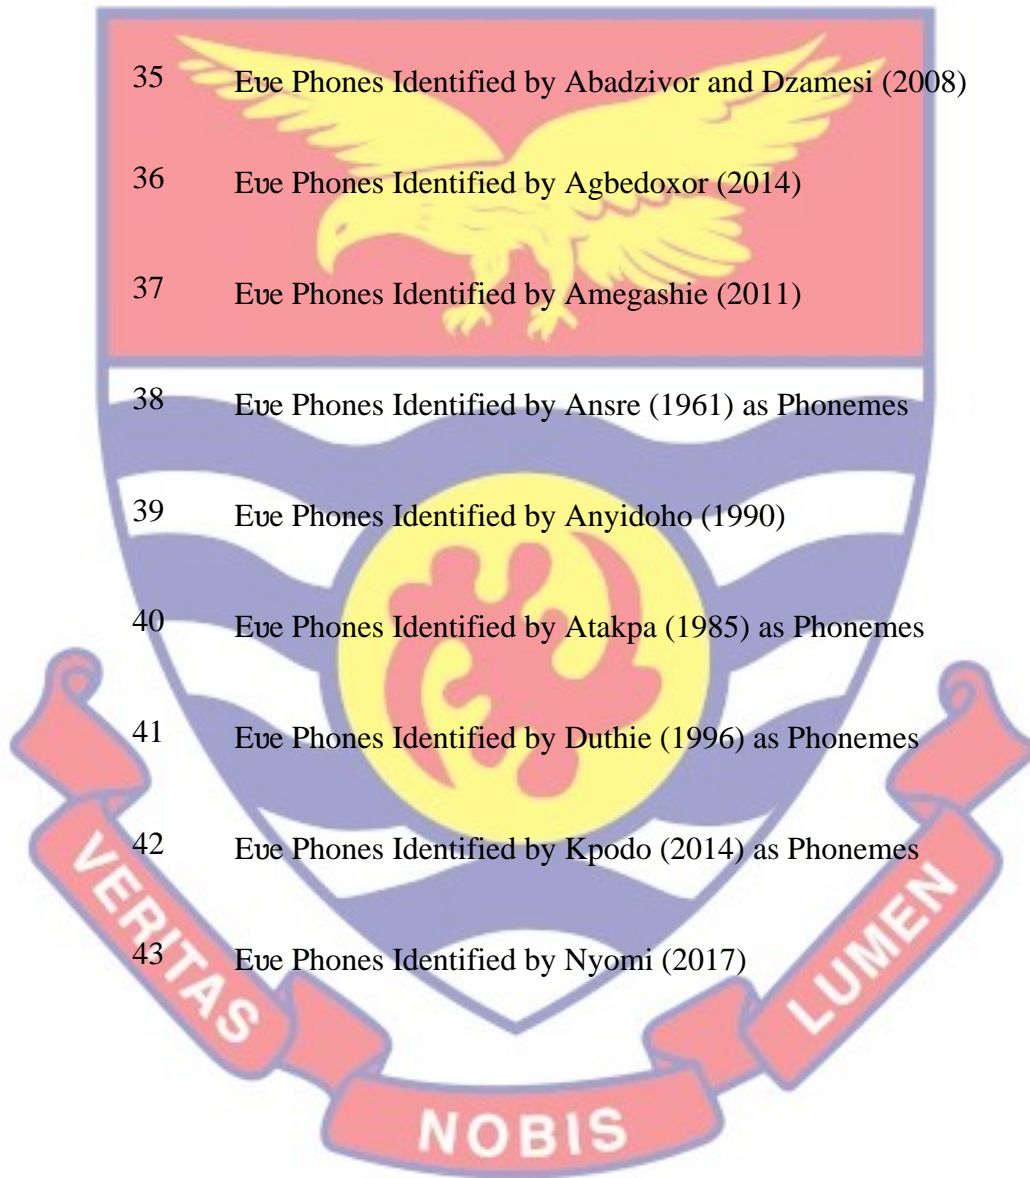 35 Eʋe Phones Identified by Abadzivor and Dzamesi (2008)
36 Eʋe Phones Identified by Agbedoxor (2014)
37 Eʋe Phones Identified by Amegashie (2011)
38 Eʋe Phones Identified by Ansre (1961) as Phonemes
39 Eʋe Phones Identified by Anyidoho (1990)
40 Eʋe Phones Identified by Atakpa (1985) as Phonemes
41 Eʋe Phones Identified by Duthie (1996) as Phonemes
42 Eʋe Phones Identified by Kpodo (2014) as Phonemes
43 Eʋe Phones Identified by Nyomi (2017)
VERITAS
NOBIS
LUMEN